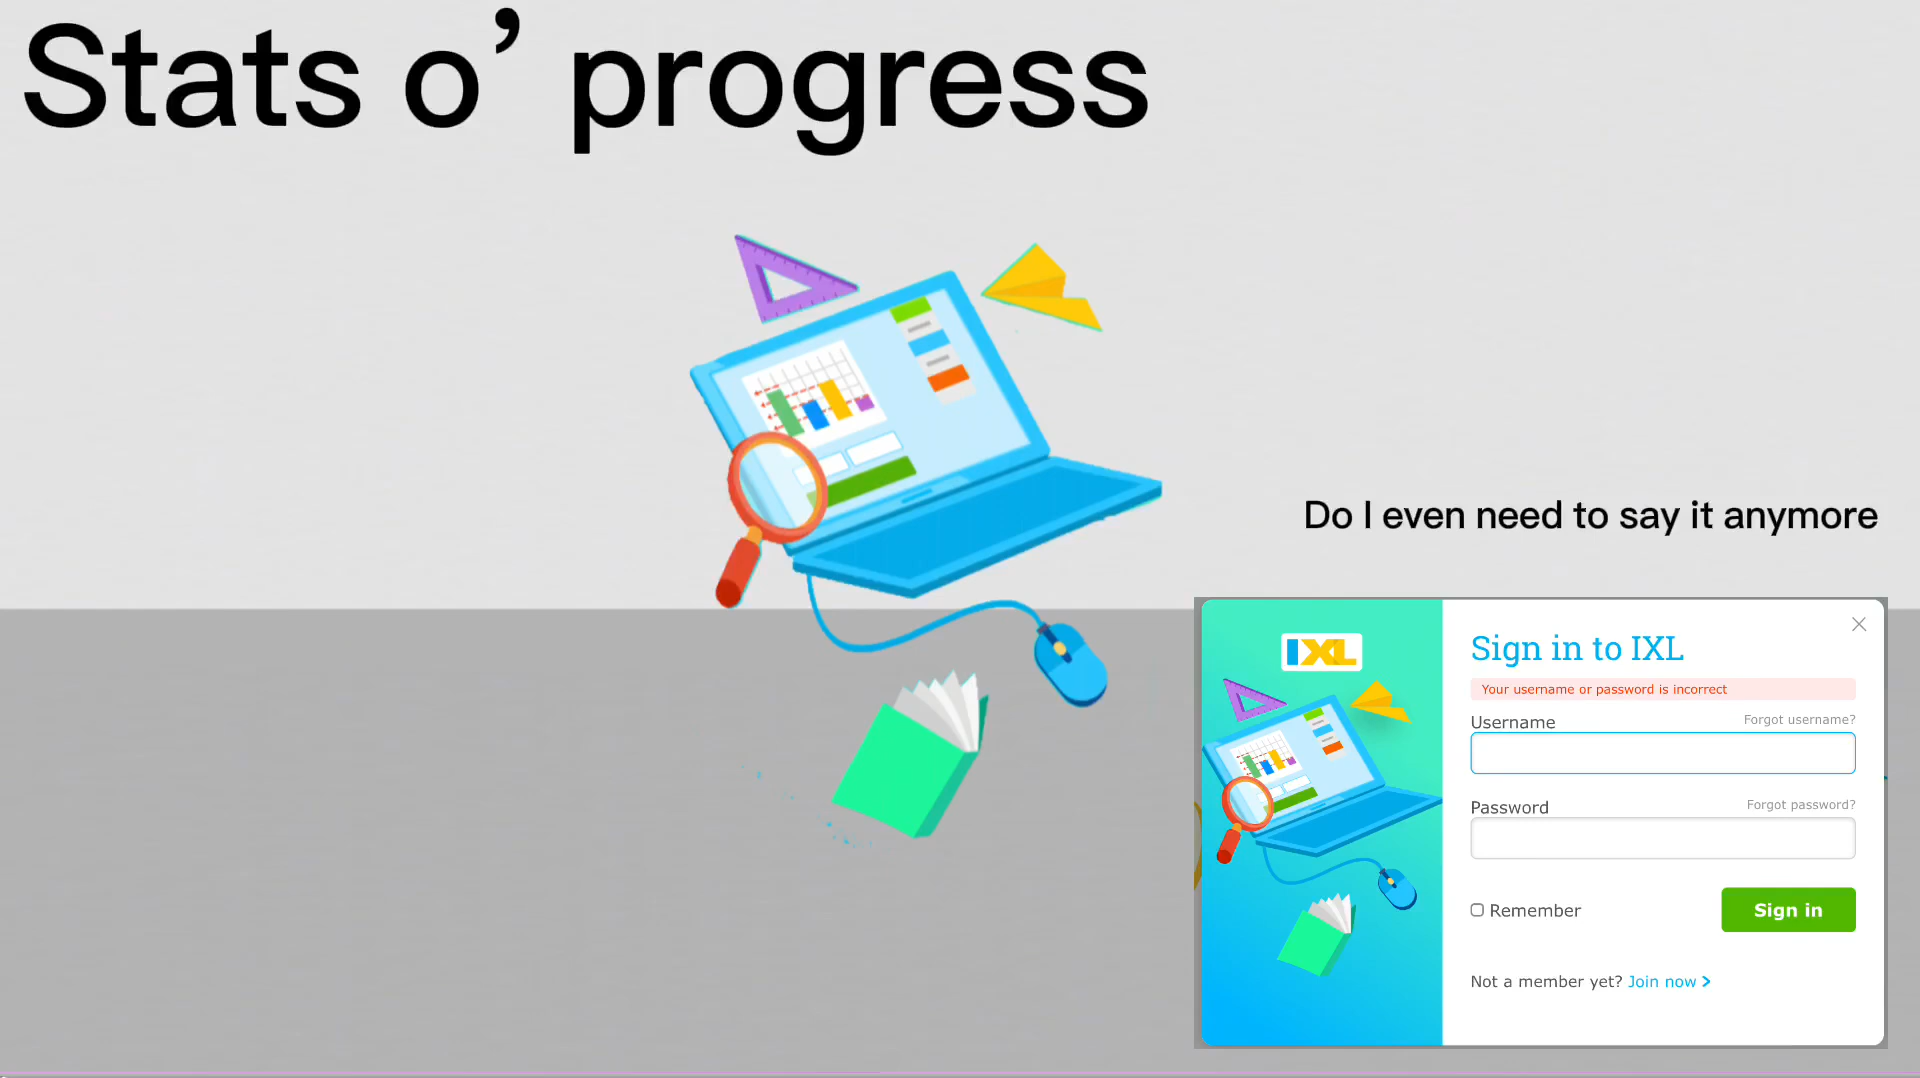 Stats o’ progress
Do I even need to say it anymore
IXL
Sign in to IXL
Your username or password is incorrect
Username
Forgot username?
Password
Forgot password?
Remember
Sign in
Not a member yet? Join now >